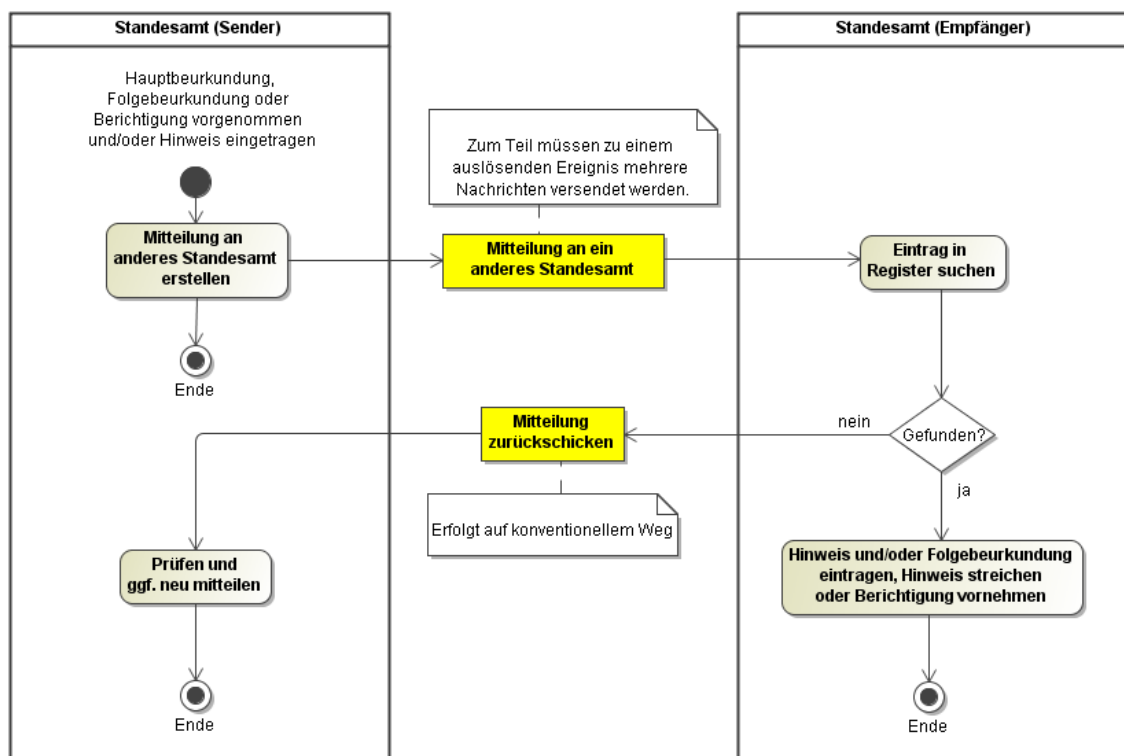 Standesamt (Sender)
Standesamt (Empfänger)
Hauptbeurkundung,
Folgebeurkundung oder
Berichtigung vorgenommen
und/oder Hinweis eingetragen
Zum Teil müssen zu einem
auslösenden Ereignis mehrere
Nachrichten versendet werden.
Mitteilung an
anderes Standesamt
erstellen
Mitteilung an ein
anderes Standesamt
Eintrag in
Register suchen
Ende
Mitteilung
zurückschicken
nein
Gefunden?
ja
Erfolgt auf konventionellem Weg
Prüfen und
ggf. neu mitteilen
Hinweis und/oder Folgebeurkundung
eintragen, Hinweis streichen
oder Berichtigung vornehmen
Ende
Ende